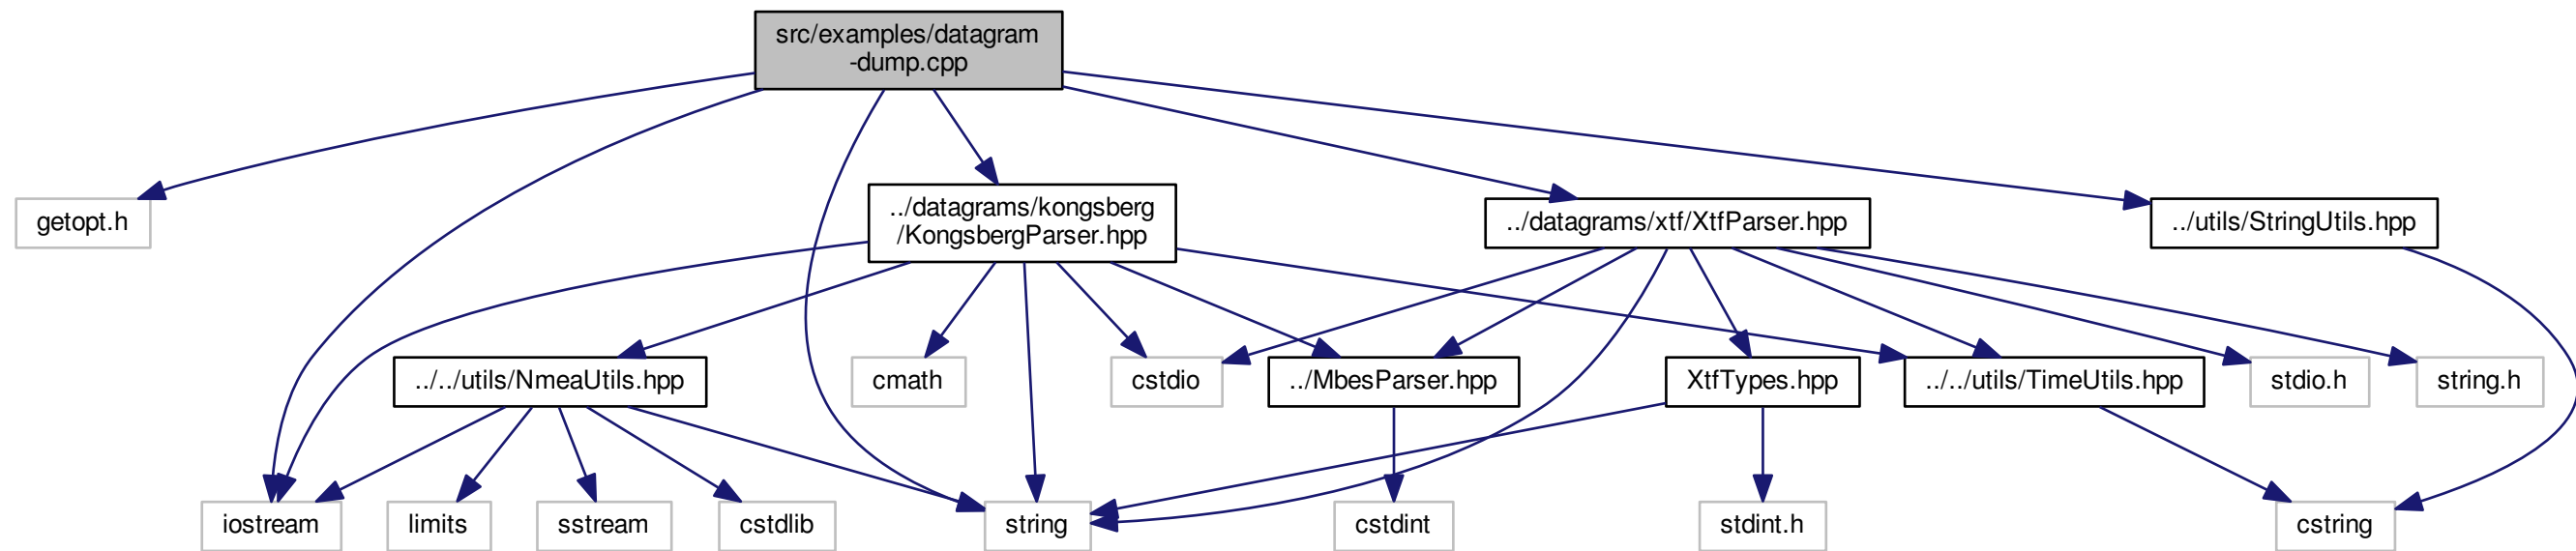 src/examples/datagram
-dump.cpp
getopt.h
../datagrams/kongsberg
/KongsbergParser.hpp
../datagrams/xtf/XtfParser.hpp
../utils/StringUtils.hpp
../../utils/NmeaUtils.hpp
cmath
cstdio
../MbesParser.hpp
XtfTypes.hpp
../../utils/TimeUtils.hpp
stdio.h
string.h
iostream
limits
sstream
cstdlib
string
cstdint
stdint.h
cstring